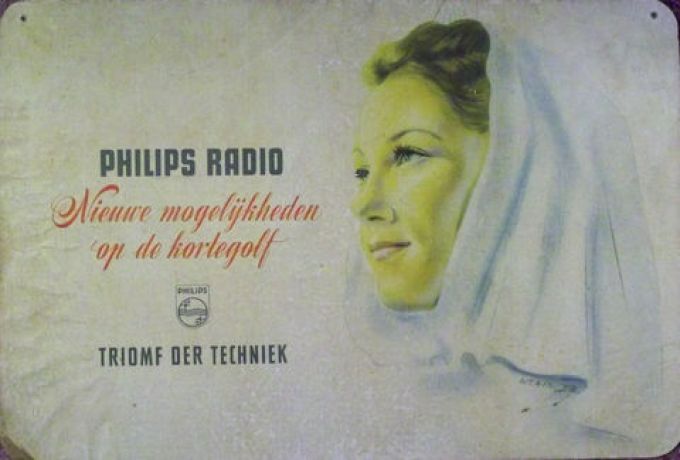 PHILIPS RADIO
Nieuwe mogelijkheden
op de kortegolf
PHILIPS
TRIOMF DER TECHNIEK